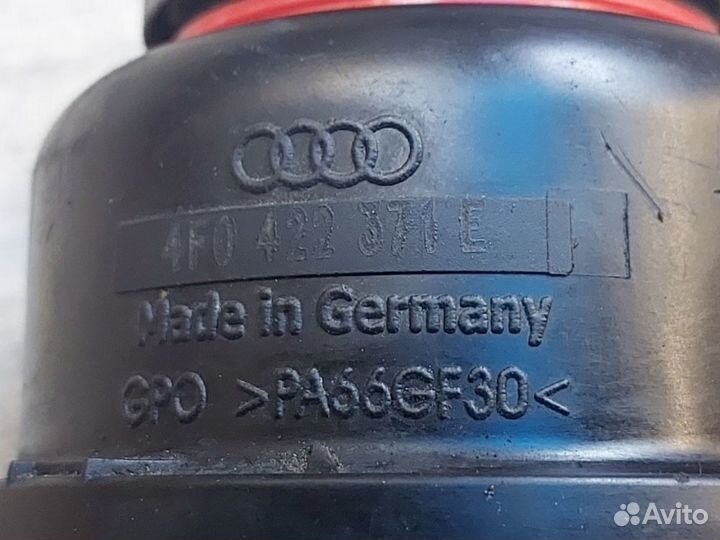 4F0 422 371 E
Made in Germany
GPO >PA66GF30<
Avito